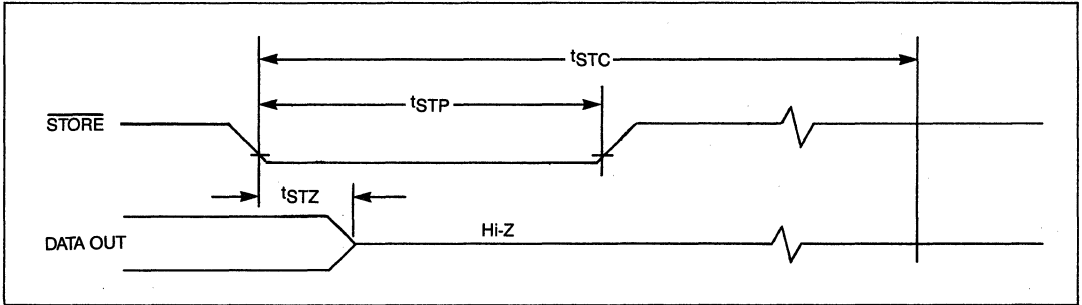 tSTC
tSTP
STORE
tSTZ
DATA OUT
Hi-Z